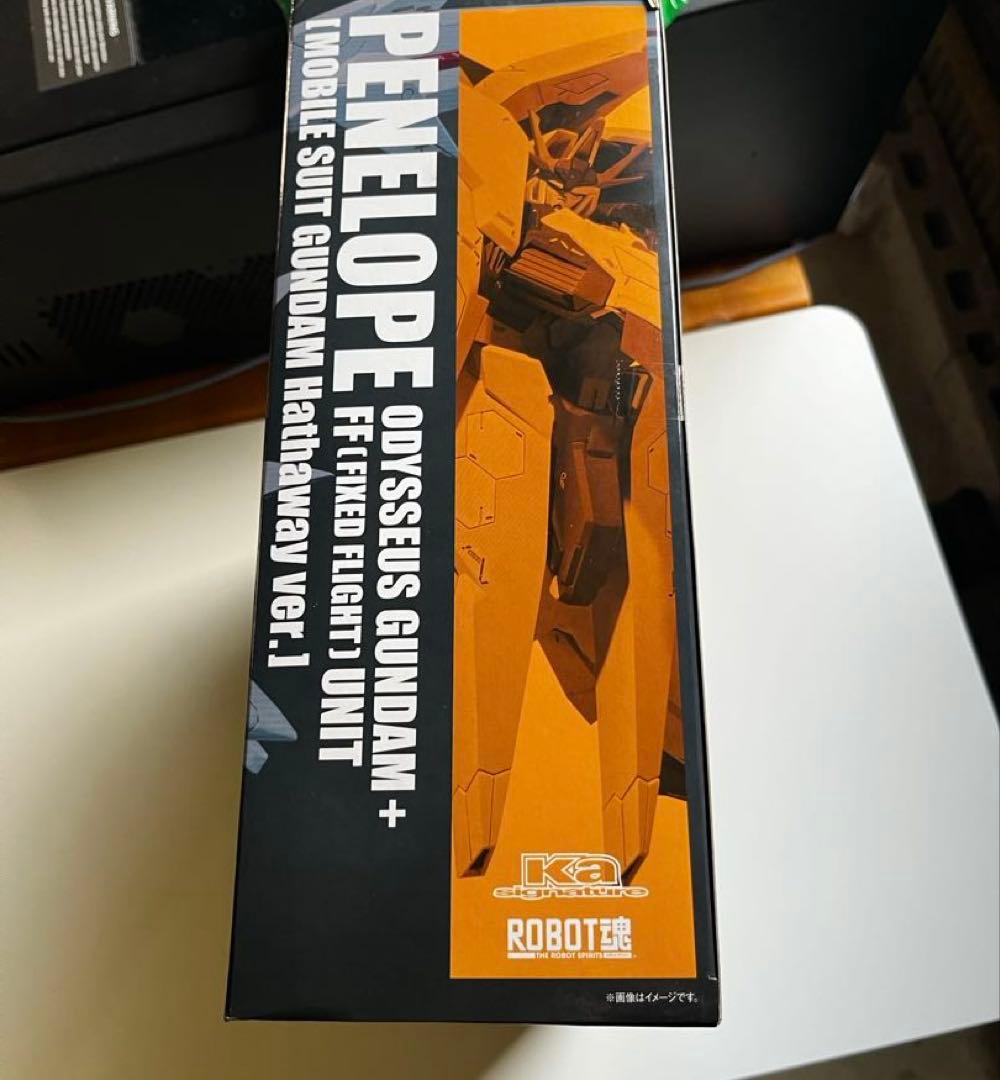 PENELOPE
ODYSSEUS GUNDAM+
FF(FIXED FLIGHT) UNIT
[MOBILE SUIT GUNDAM Hathaway ver.]
Ka
signature
ROBOT魂
THE ROBOT SPIRITS
※画像はイメージです。